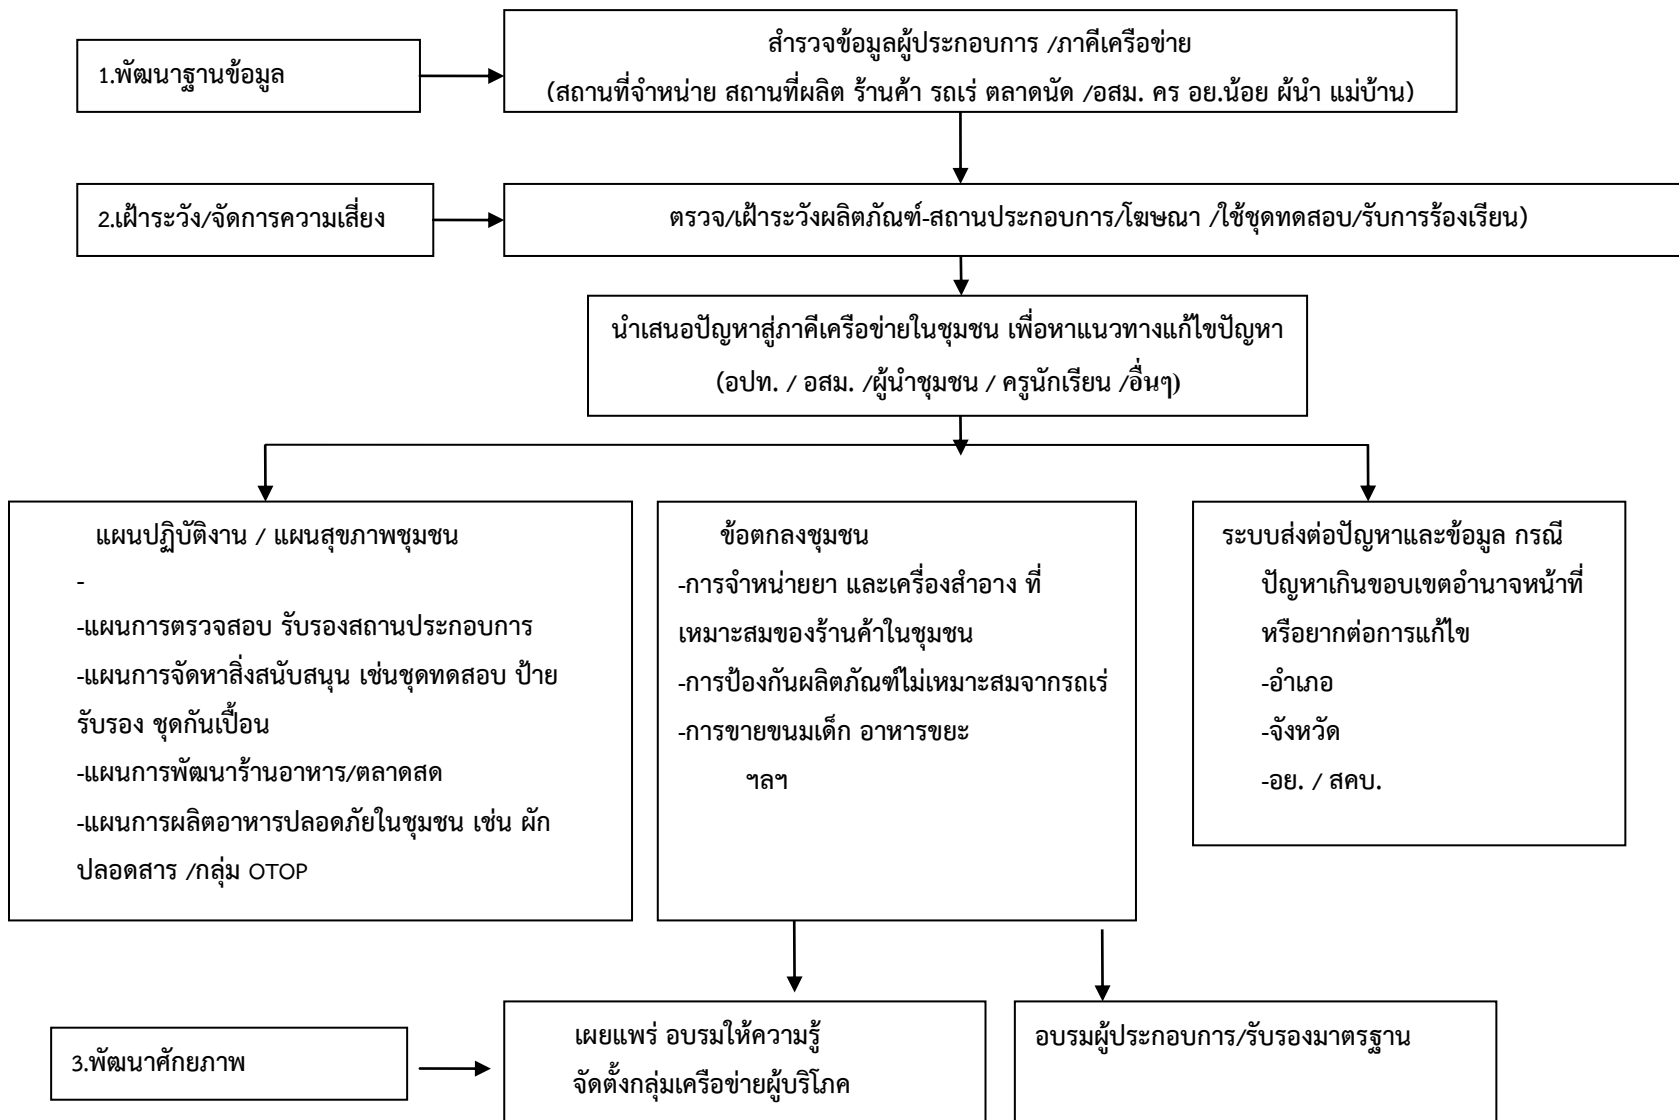 1.พัฒนาฐานข้อมูล
สำรวจข้อมูลผู้ประกอบการ /ภาคีเครือข่าย
(สถานที่จำหน่าย สถานที่ผลิต ร้านค้า รถเร่ ตลาดนัด /อสม. คร อย.น้อย ผ้นำ แม่บ้าน)
2.เฝ้าระวัง/จัดการความเสี่ยง
ตรวจ/เฝ้าระวังผลิตภัณฑ์-สถานประกอบการ/โฆษณา /ใช้ชุดทดสอบ/รับการร้องเรียน)
นำเสนอปัญหาสู่ภาคีเครือข่ายในชุมชน เพื่อหาแนวทางแก้ไขปัญหา
(อปท. / อสม. /ผู้นำชุมชน / ครูนักเรียน /อื่นๆ)
แผนปฏิบัติงาน / แผนสุขภาพชุมชน
-
-แผนการตรวจสอบ รับรองสถานประกอบการ
-แผนการจัดหาสิ่งสนับสนุน เช่นชุดทดสอบ ป้าย
รับรอง ชุดกันเปื้อน
-แผนการพัฒนาร้านอาหาร/ตลาดสด
-แผนการผลิตอาหารปลอดภัยในชุมชน เช่น ผัก
ปลอดสาร /กลุ่ม OTOP
ข้อตกลงชุมชน
-การจำหน่ายยา และเครื่องสำอาง ที่
เหมาะสมของร้านค้าในชุมชน
-การป้องกันผลิตภัณฑ์ไม่เหมาะสมจากรถเร่
-การขายขนมเด็ก อาหารขยะ
ฯลฯ
ระบบส่งต่อปัญหาและข้อมูล กรณี
ปัญหาเกินขอบเขตอำนาจหน้าที่
หรือยากต่อการแก้ไข
-อำเภอ
-จังหวัด
-อย. / สคบ.
3.พัฒนาศักยภาพ
เผยแพร่ อบรมให้ความรู้
จัดตั้งกลุ่มเครือข่ายผู้บริโภค
อบรมผู้ประกอบการ/รับรองมาตรฐาน